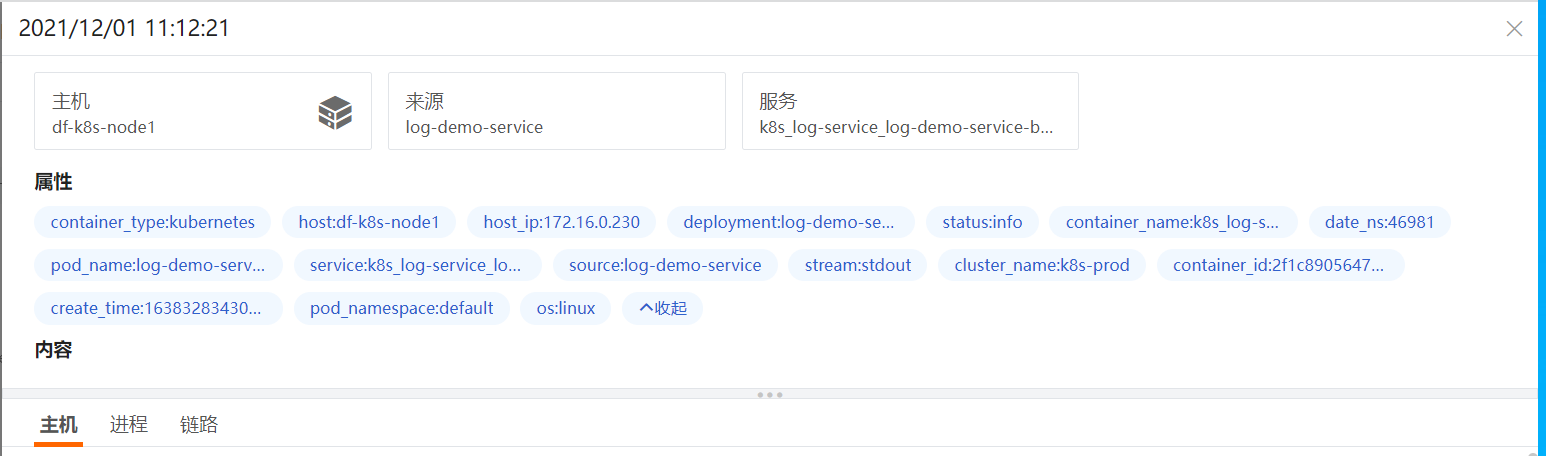 2021/12/01 11:12:21
主机 来源 服务
df-k8s-node1 log-demo-service k8s_log-service_log-demo-service-b...
属性
container_type:kubernetes host:df-k8s-node1 host_ip:172.16.0.230 deployment:log-demo-se... status:info container_name:k8s_log-s... date_ns:46981
pod_name:log-demo-serv... service:k8s_log-service_lo... source:log-demo-service stream:stdout cluster_name:k8s-prod container_id:2f1c8905647...
create_time:16383283430... pod_namespace:default os:linux 收起
内容
主机 进程 链路